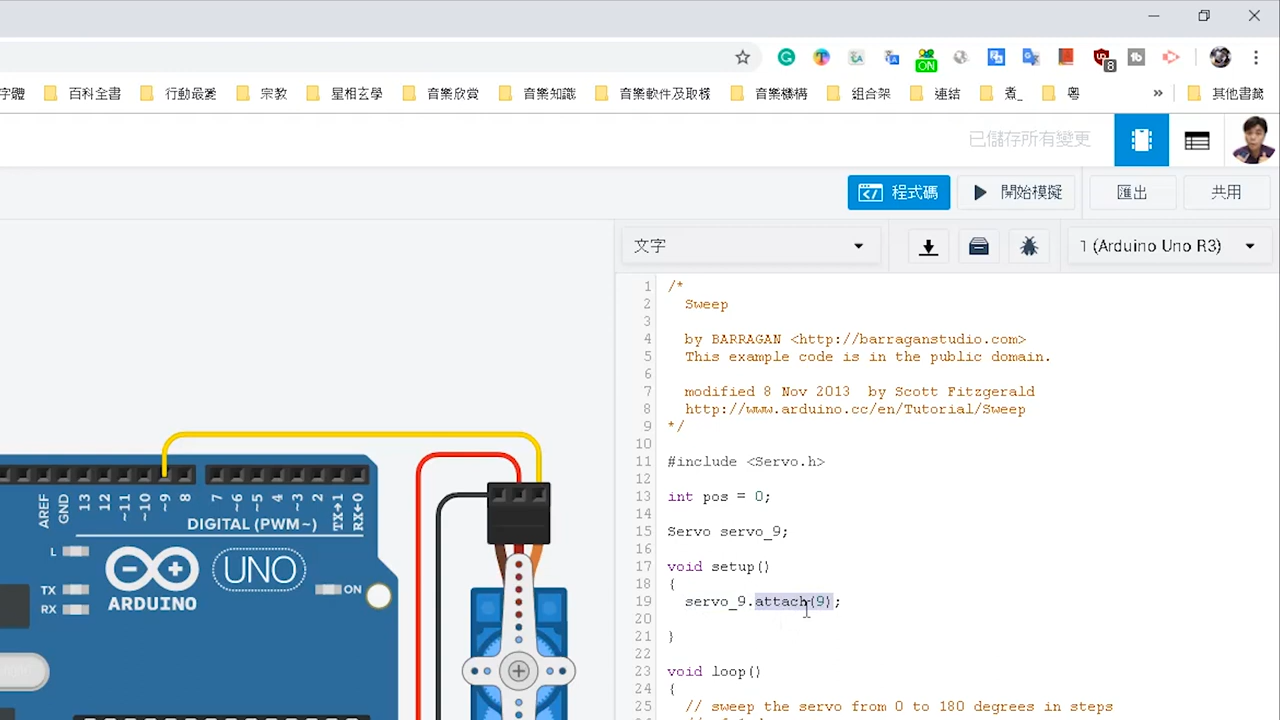 ON
8
字體 百科全書 行動最憂 宗教 星相玄學 音樂欣賞 音樂知識 音樂軟件及取樣 音樂機構 組合架 連結 煮_ 粵 » 其他書籤
已儲存所有變更
程式碼 開始模擬 匯出 共用
文字 1 (Arduino Uno R3)
1 /*
2 Sweep
3
4 by BARRAGAN <http://barraganstudio.com>
5 This example code is in the public domain.
6
7 modified 8 Nov 2013 by Scott Fitzgerald
8 http://www.arduino.cc/en/Tutorial/Sweep
9 */
10
11 #include <Servo.h>
12
13 int pos = 0;
14
15 Servo servo_9;
16
17 void setup()
18 {
19 servo_9.attach(9);
20
21 }
22
23 void loop()
24 {
25 // sweep the servo from 0 to 180 degrees in steps
AREF GND 13 12 ~11 ~10 ~9 8 7 ~6 ~5 4 ~3 2 TX→1 RX←0
DIGITAL (PWM~)
L
TX
RX
ARDUINO
UNO
ON